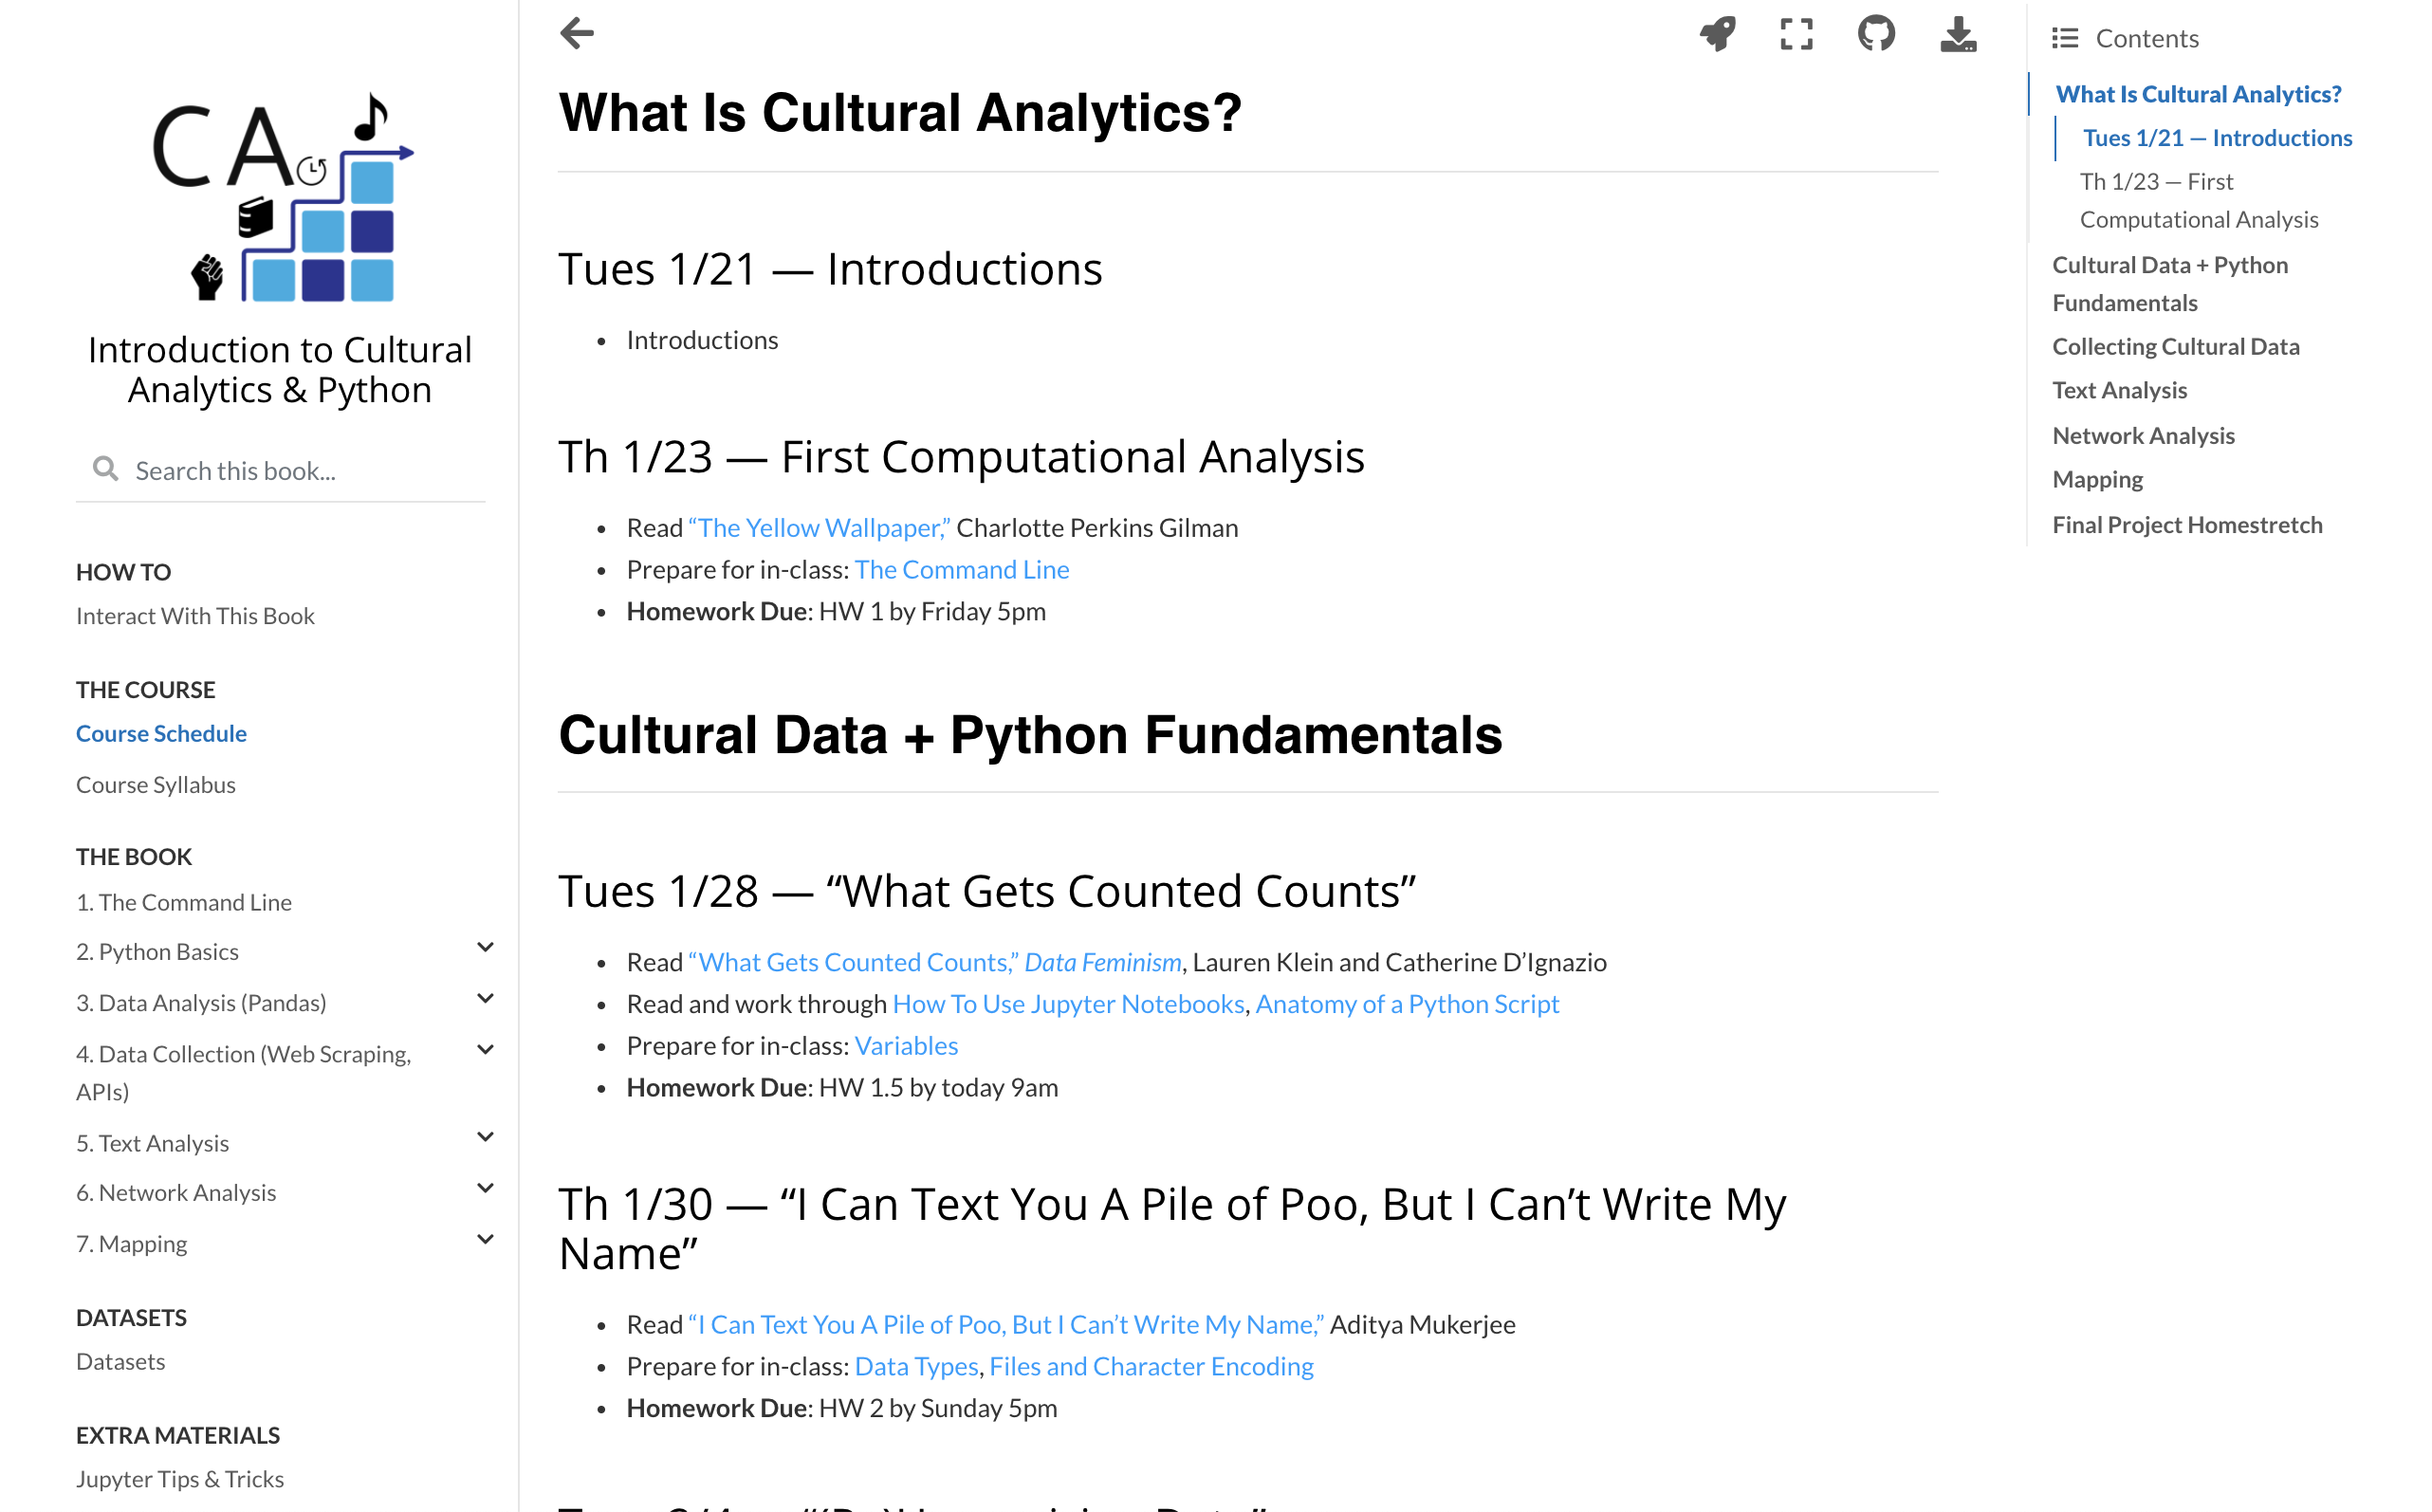 CA
Introduction to Cultural
Analytics & Python
Search this book...
HOW TO
Interact With This Book
THE COURSE
Course Schedule
Course Syllabus
THE BOOK
1. The Command Line
2. Python Basics
3. Data Analysis (Pandas)
4. Data Collection (Web Scraping,
APIs)
5. Text Analysis
6. Network Analysis
7. Mapping
DATASETS
Datasets
EXTRA MATERIALS
Jupyter Tips & Tricks
What Is Cultural Analytics?
Tues 1/21 — Introductions
• Introductions
Th 1/23 — First Computational Analysis
• Read “The Yellow Wallpaper,” Charlotte Perkins Gilman
• Prepare for in-class: The Command Line
• Homework Due: HW 1 by Friday 5pm
Cultural Data + Python Fundamentals
Tues 1/28 — “What Gets Counted Counts”
• Read “What Gets Counted Counts,” Data Feminism, Lauren Klein and Catherine D’Ignazio
• Read and work through How To Use Jupyter Notebooks, Anatomy of a Python Script
• Prepare for in-class: Variables
• Homework Due: HW 1.5 by today 9am
Th 1/30 — “I Can Text You A Pile of Poo, But I Can’t Write My
Name”
• Read “I Can Text You A Pile of Poo, But I Can’t Write My Name,” Aditya Mukerjee
• Prepare for in-class: Data Types, Files and Character Encoding
• Homework Due: HW 2 by Sunday 5pm
Contents
What Is Cultural Analytics?
Tues 1/21 — Introductions
Th 1/23 — First
Computational Analysis
Cultural Data + Python
Fundamentals
Collecting Cultural Data
Text Analysis
Network Analysis
Mapping
Final Project Homestretch